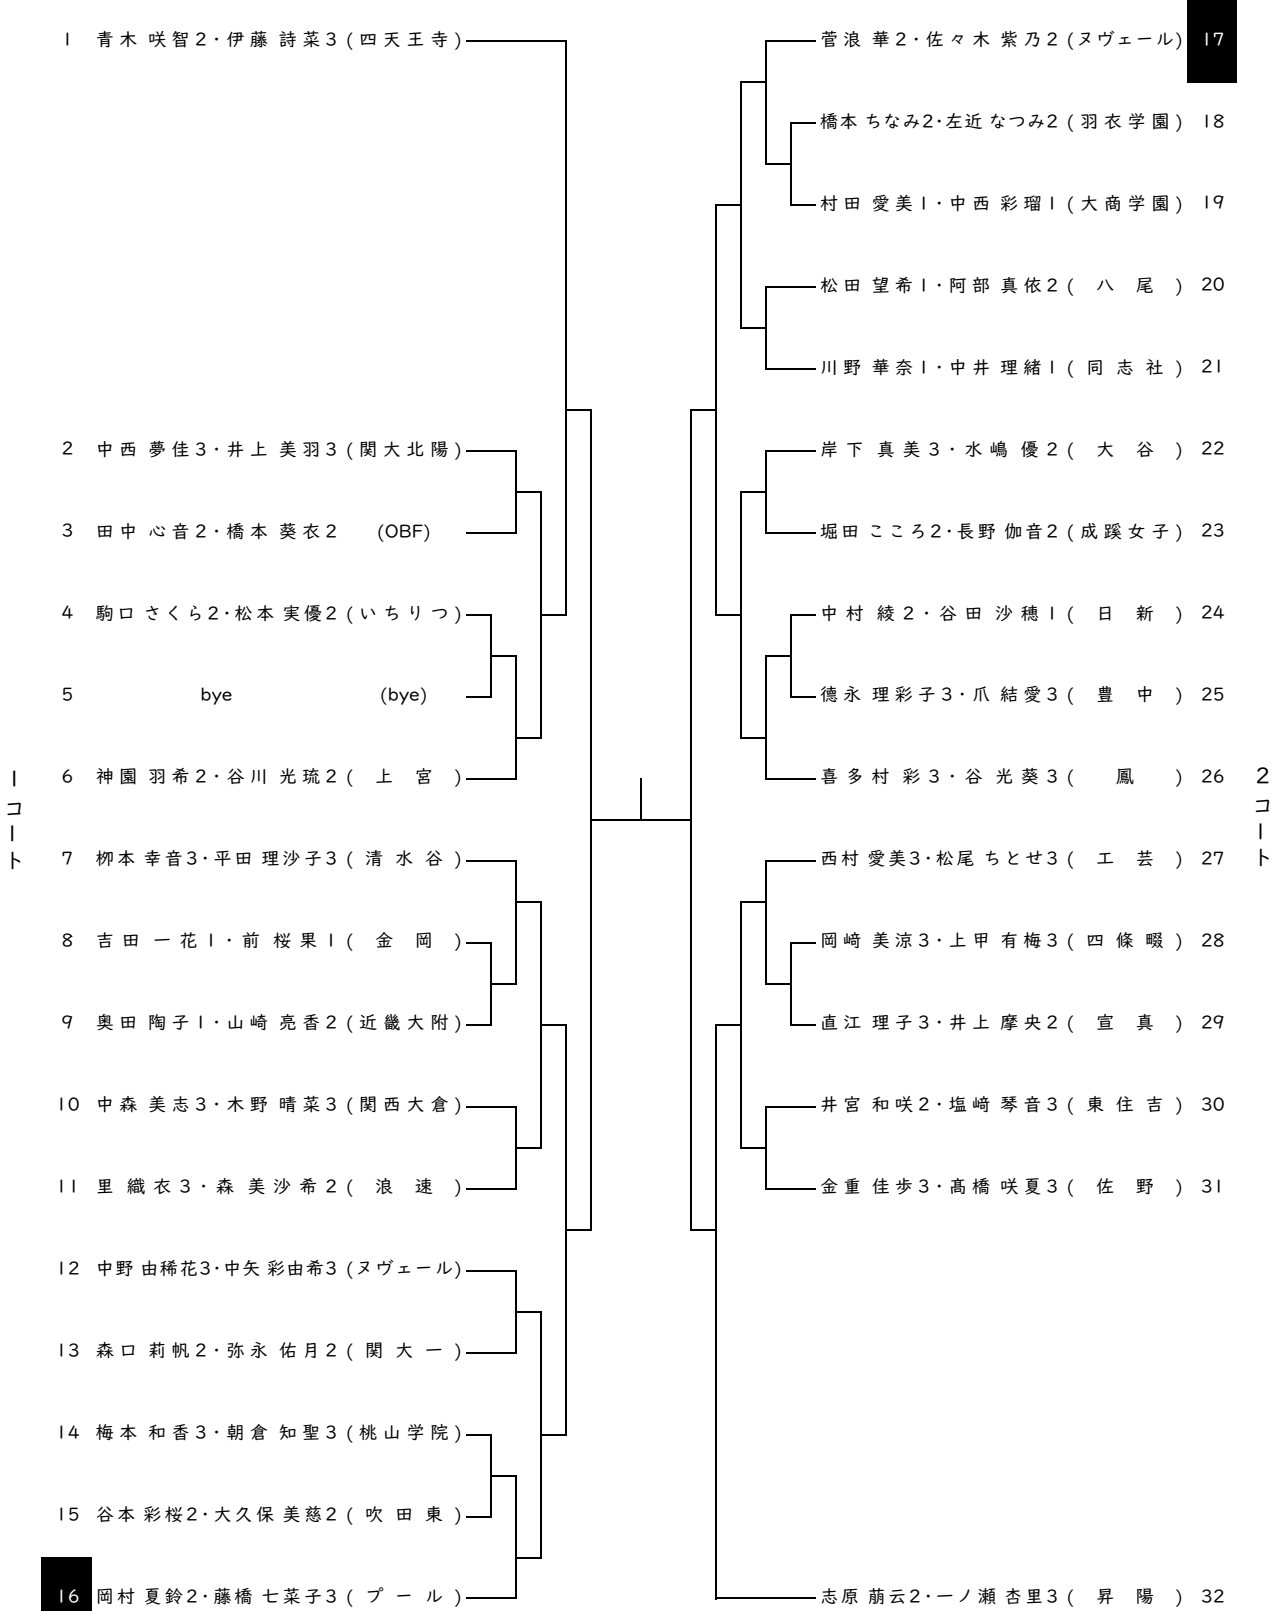 1 青木 咲智2・伊藤 詩菜3 (四天王寺)
2 中西 夢佳3・井上 美羽3 (関大北陽)
3 田中 心音2・橋本 葵衣2 (OBF)
4 駒口 さくら2・松本 実優2 (いちりつ)
5 bye (bye)
6 神園 羽希2・谷川 光琉2 (上宮)
7 栁本 幸音3・平田 理沙子3 (清水谷)
8 吉田 一花1・前 桜果1 (金岡)
9 奥田 陶子1・山崎 亮香2 (近畿大附)
10 中森 美志3・木野 晴菜3 (関西大倉)
11 里 織衣3・森 美沙希2 (浪速)
12 中野 由稀花3・中矢 彩由希3 (ヌヴェール)
13 森口 莉帆2・弥永 佑月2 (関大一)
14 梅本 和香3・朝倉 知聖3 (桃山学院)
15 谷本 彩桜2・大久保 美慈2 (吹田東)
16 岡村 夏鈴2・藤橋 七菜子3 (プール)
1コート
菅浪 華2・佐々木 紫乃2 (ヌヴェール) 17
橋本 ちなみ2・左近 なつみ2 (羽衣学園) 18
村田 愛美1・中西 彩瑠1 (大商学園) 19
松田 望希1・阿部 真依2 (八尾) 20
川野 華奈1・中井 理緒1 (同志社) 21
岸下 真美3・水嶋 優2 (大谷) 22
堀田 こころ2・長野 伽音2 (成蹊女子) 23
中村 綾2・谷田 沙穂1 (日新) 24
德永 理彩子3・爪 結愛3 (豊中) 25
喜多村 彩3・谷 光葵3 (鳳) 26
西村 愛美3・松尾 ちとせ3 (工芸) 27
岡﨑 美涼3・上甲 有梅3 (四條畷) 28
直江 理子3・井上 摩央2 (宣真) 29
井宮 和咲2・塩﨑 琴音3 (東住吉) 30
金重 佳歩3・髙橋 咲夏3 (佐野) 31
志原 萠云2・一ノ瀬 杏里3 (昇陽) 32
2コート